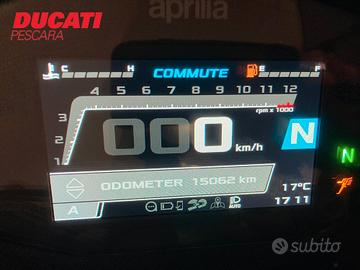 DUCATI
PESCARA
aprilia
C H COMMUTE E F
4 5 6 7 8 9 10 11 12
3
rpm x 1000
2
000 km/h N
1
N
ODOMETER 15062 km
17°C
A
AUTO
17 11
subito